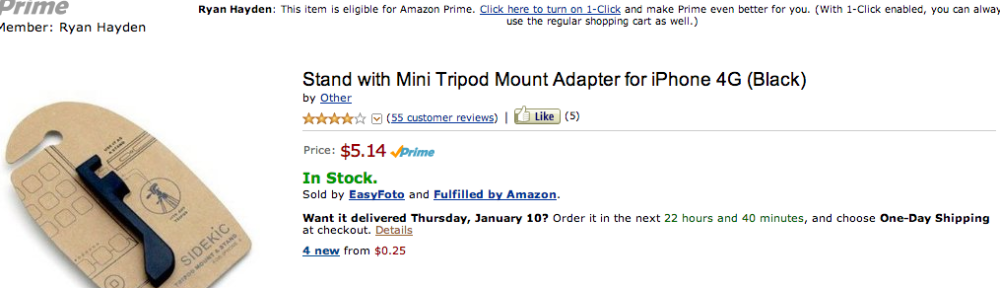 Prime
Ryan Hayden: This item is eligible for Amazon Prime. Click here to turn on 1-Click and make Prime even better for you. (With 1-Click enabled, you can alway
use the regular shopping cart as well.)
Member: Ryan Hayden
Stand with Mini Tripod Mount Adapter for iPhone 4G (Black)
by Other
(55 customer reviews) | Like (5)
Price: $5.14 Prime
In Stock.
Sold by EasyFoto and Fulfilled by Amazon.
Want it delivered Thursday, January 10? Order it in the next 22 hours and 40 minutes, and choose One-Day Shipping
at checkout. Details
4 new from $0.25
SIDEKIC
TRIPOD MOUNT & STAND